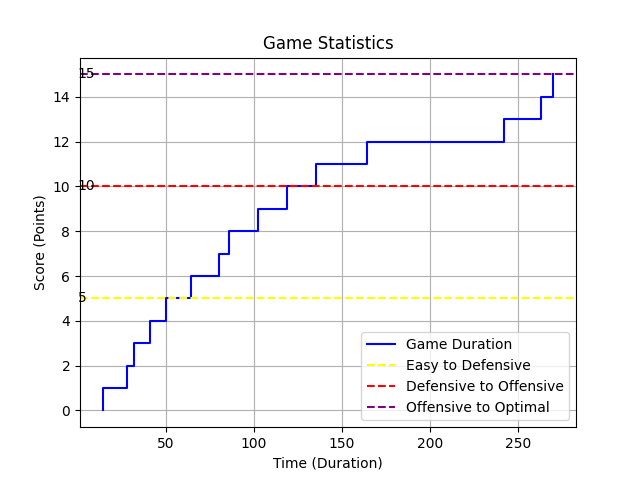 Game Statistics
15
14
12
10
10
8
6
5
4
2
0
Score (Points)
Game Duration
Easy to Defensive
Defensive to Offensive
Offensive to Optimal
50 100 150 200 250
Time (Duration)